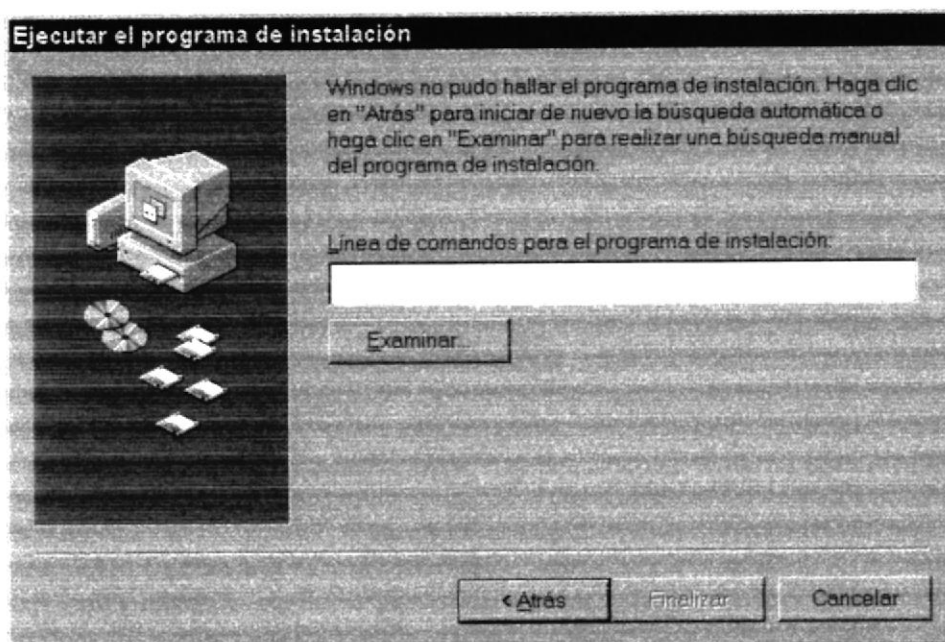 Ejecutar el programa de instalación
Windows no pudo hallar el programa de instalación. Haga clic
en "Atrás" para iniciar de nuevo la búsqueda automática o
haga clic en "Examinar" para realizar una búsqueda manual
del programa de instalación.
Línea de comandos para el programa de instalación:
Examinar...
< Atrás
Finalizar
Cancelar